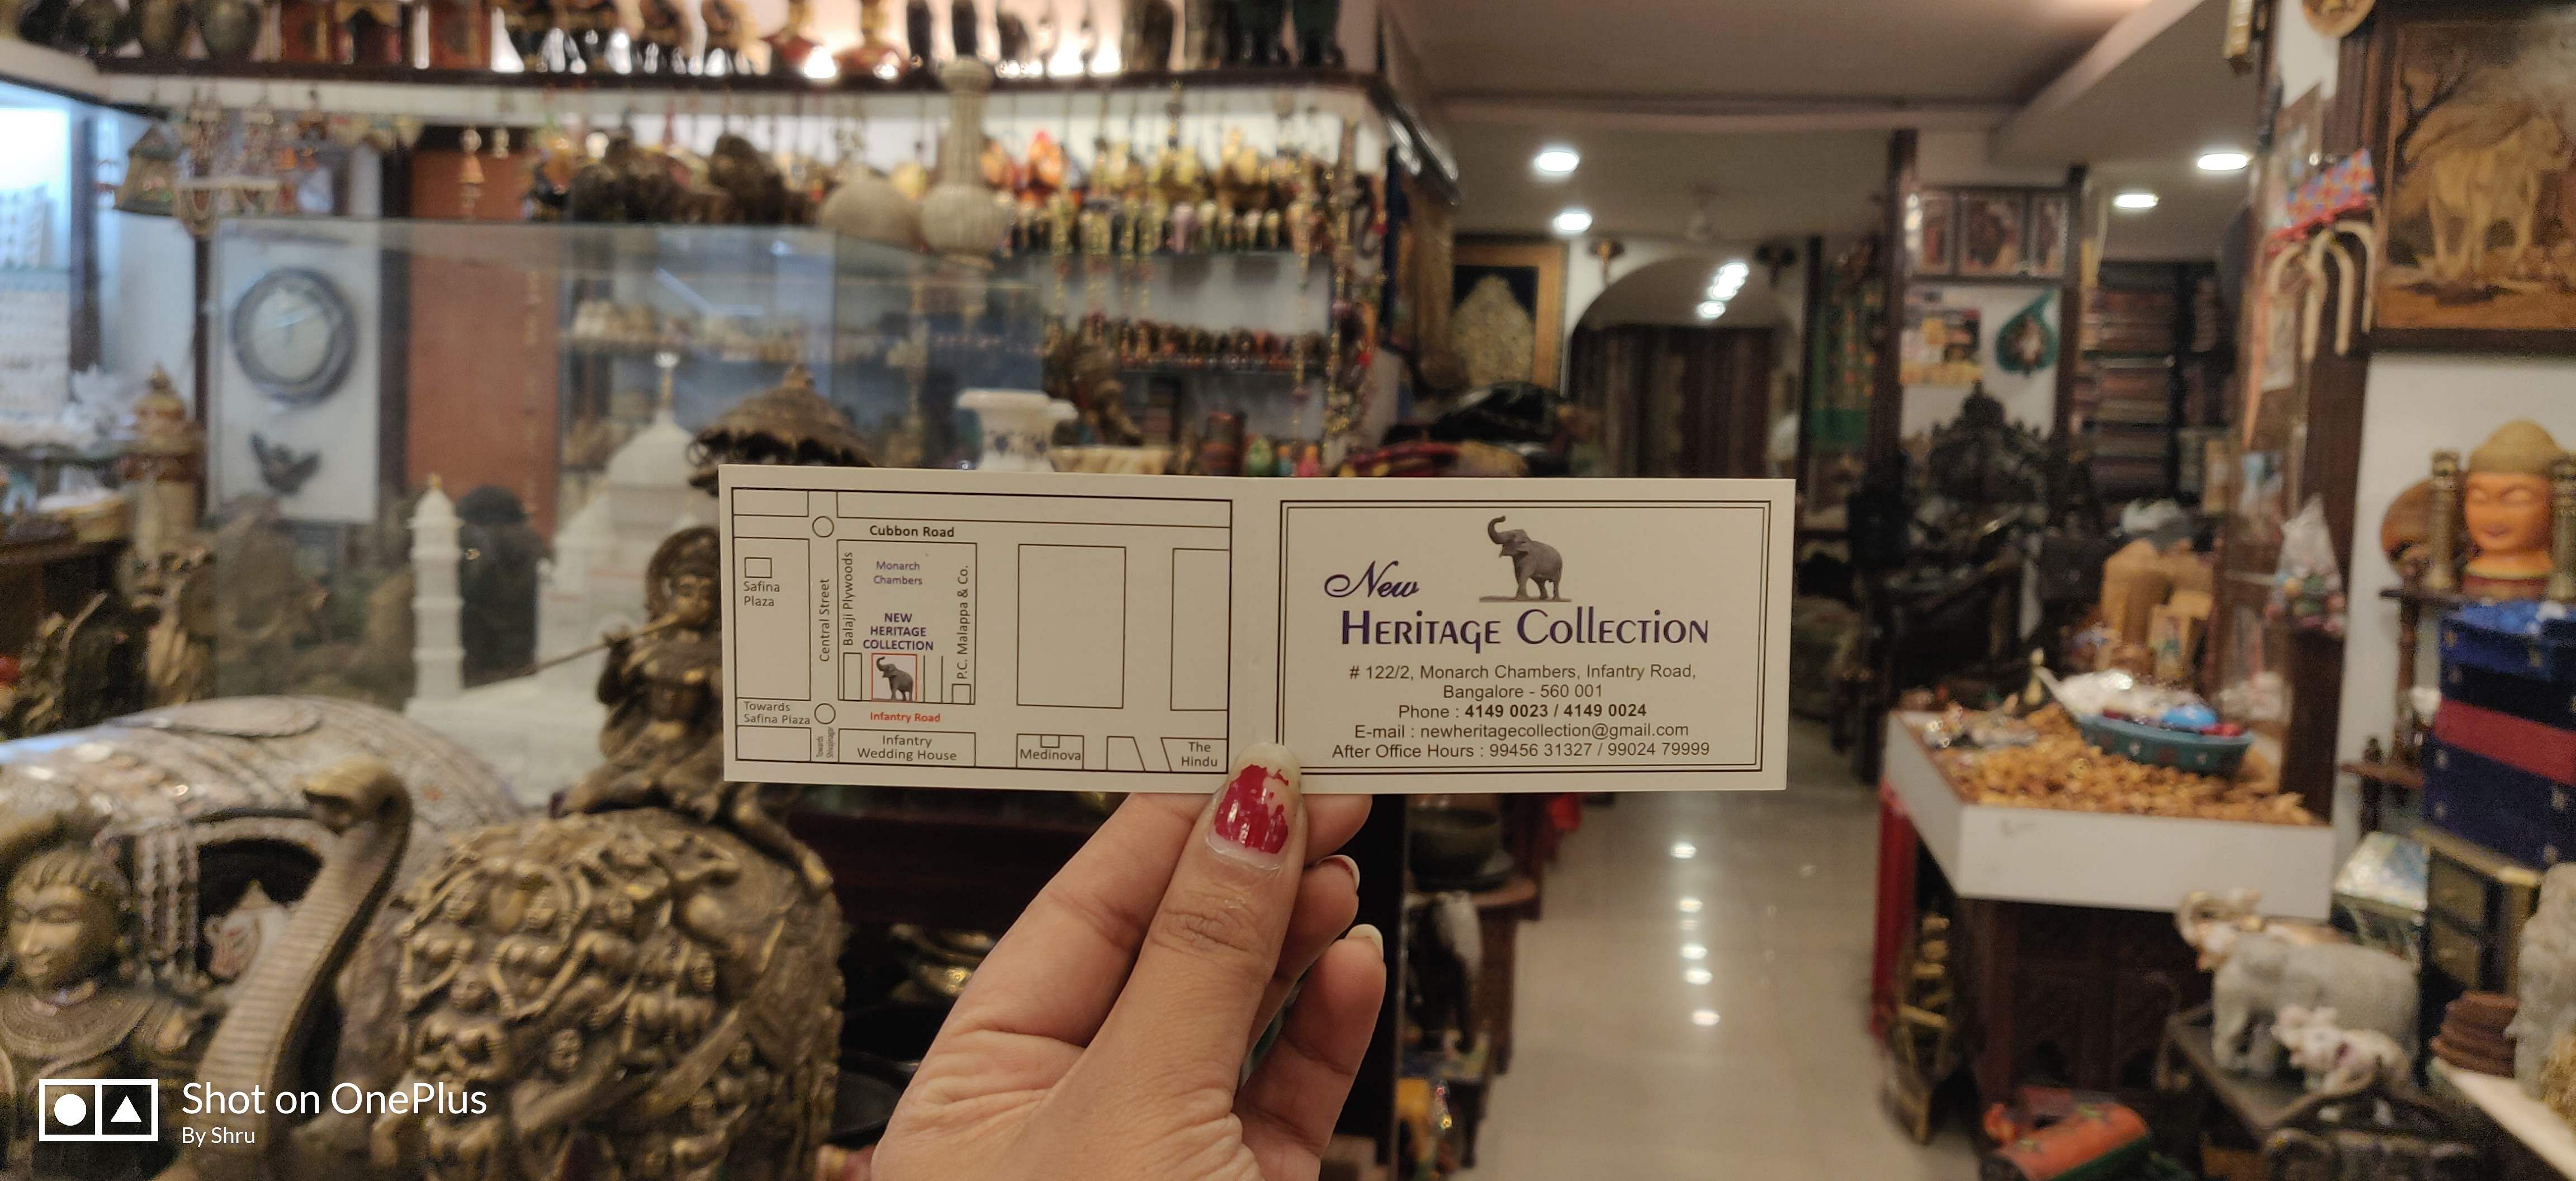 Cubbon Road
Safina
Plaza
Central Street
Balaji Plywoods
Monarch
Chambers
NEW
HERITAGE
COLLECTION
P.C. Malappa & Co.
Towards
Safina Plaza
Infantry Road
Infantry
Wedding House
Medinova
The
Hindu
New
HERITAGE COLLECTION
# 122/2, Monarch Chambers, Infantry Road,
Bangalore - 560 001
Phone : 4149 0023 / 4149 0024
E-mail : newheritagecollection@gmail.com
After Office Hours : 99456 31327 / 99024 79999
Shot on OnePlus
By Shru